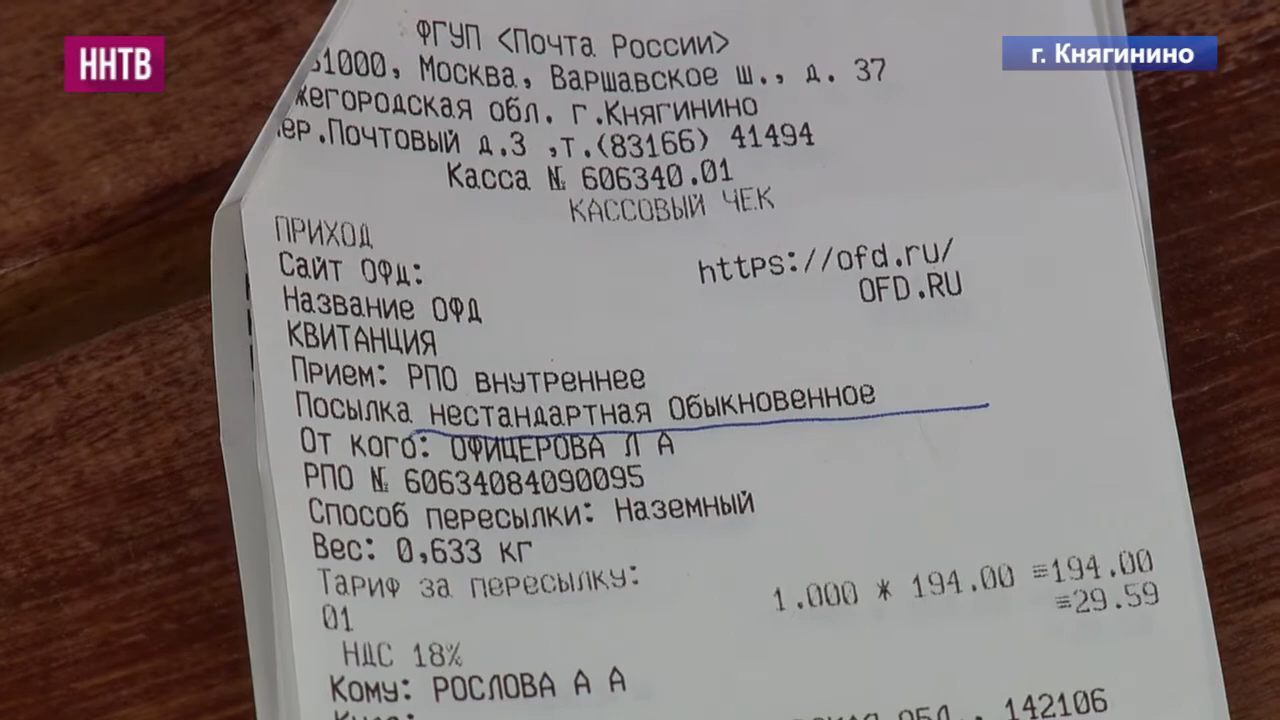 ННТВ
г. Княгинино
ФГУП <Почта России>
31000, Москва, Варшавское ш., д. 37
жегородская обл. г.Княгинино
пер.Почтовый д.3 ,т.(83166) 41494
Касса № 606340.01
КАССОВЫЙ ЧЕК
ПРИХОД
Сайт ОФД: https://ofd.ru/
Название ОФД OFD.RU
КВИТАНЦИЯ
Прием: РПО внутреннее
Посылка нестандартная Обыкновенное
От кого: ОФИЦЕРОВА Л А
РПО № 60634084090095
Способ пересылки: Наземный
Вес: 0,633 кг
Тариф за пересылку:
01 1.000 * 194.00 ≡194.00
НДС 18% ≡29.59
Кому: РОСЛОВА А А
обл., 142106